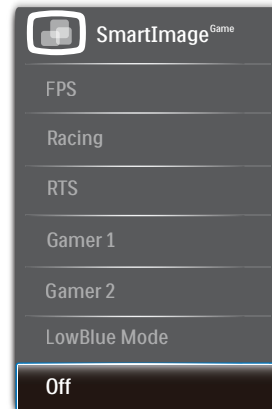 SmartImage Game
FPS
Racing
RTS
Gamer 1
Gamer 2
LowBlue Mode
Off